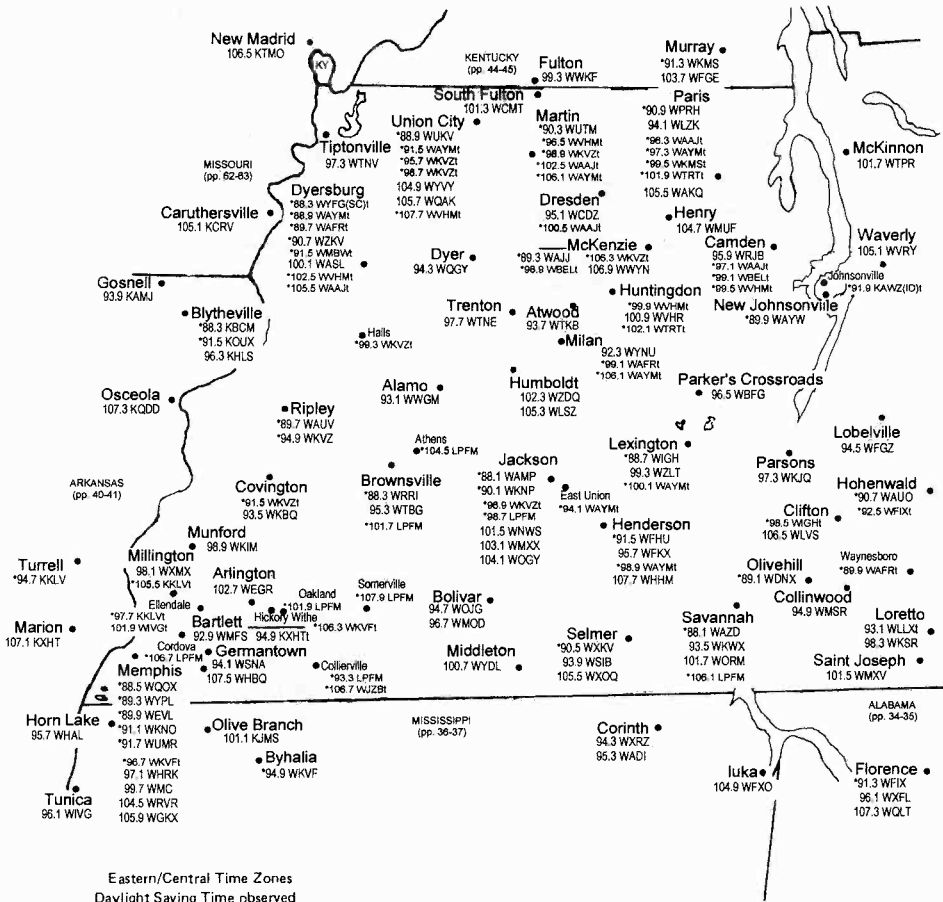 New Madrid
106.5 KTMO
KY
KENTUCKY
(pp. 44-45)
Fulton
99.3 WWKF
Murray
*91.3 WKMS
103.7 WFGE
South Fulton
101.3 WCMT
Union City
*88.9 WUKV
*91.5 WAYMt
*95.7 WKVZt
*98.7 WKVZt
104.9 WYVY
105.7 WQAK
*107.7 WVHMt
Martin
*90.3 WUTM
*96.5 WVHMt
*98.9 WKVZt
*102.5 WAAJt
*106.1 WAYMt
Paris
*90.9 WPRH
94.1 WLZK
*96.3 WAAJt
*97.3 WAYMt
*99.5 WKMSt
*101.9 WTRTt
105.5 WAKQ
McKinnon
101.7 WTPR
Tiptonville
97.3 WTNV
MISSOURI
(pp. 62-63)
Dyersburg
*88.3 WYFG(SC)t
*88.9 WAYMt
*89.7 WAFRt
*90.7 WZKV
*91.5 WMBWt
100.1 WASL
*102.5 WVHMt
*105.5 WAAJt
Caruthersville
105.1 KCRV
Dresden
95.1 WCDZ
*100.5 WAAJt
Henry
104.7 WMUF
Dyer
94.3 WQGY
McKenzie
*89.3 WAJJ
*98.9 WBELt
*106.3 WKVZt
106.9 WWYN
Camden
95.9 WRJB
*97.1 WAAJt
*99.1 WBELt
*99.5 WVHMt
Waverly
105.1 WVRY
Johnsonville
*91.9 KAWZ(ID)t
New Johnsonville
*89.9 WAYW
Gosnell
93.9 KAMJ
Blytheville
*88.3 KBCM
*91.5 KOUX
96.3 KHLS
Trenton
97.7 WTNE
Atwood
93.7 WTKB
Huntingdon
*99.9 WVHMt
100.9 WVHR
*102.1 WTRTt
Halls
*99.3 WKVZt
Milan
92.3 WYNU
*99.1 WAFRt
*106.1 WAYMt
Osceola
107.3 KQDD
Alamo
93.1 WWGM
Humboldt
102.3 WZDQ
105.3 WLSZ
Parker's Crossroads
96.5 WBFG
Ripley
*89.7 WAUV
*94.9 WKVZ
Lobelville
94.5 WFGZ
Athens
*104.5 LPFM
Lexington
*88.7 WIGH
99.3 WZLT
*100.1 WAYMt
Parsons
97.3 WKJQ
ARKANSAS
(pp. 40-41)
Covington
*91.5 WKVZt
93.5 WKBQ
Brownsville
*88.3 WRRI
95.3 WTBG
*101.7 LPFM
Jackson
*88.1 WAMP
*90.1 WKNP
*96.9 WKVZt
*98.7 LPFM
101.5 WNWS
103.1 WMXX
104.1 WOGY
East Union
*94.1 WAYMt
Hohenwald
*90.7 WAUO
*92.5 WFIXt
Clifton
*98.5 WIGHt
106.5 WLVS
Munford
98.9 WKIM
Henderson
*91.5 WFHU
95.7 WFKX
*98.9 WAYMt
107.7 WHHM
Turrell
*94.7 KKLV
Millington
98.1 WXMX
*105.5 KKLVt
Arlington
102.7 WEGR
Oakland
*101.9 LPFM
Somerville
*107.9 LPFM
Waynesboro
*89.9 WAFRt
Olivehill
*89.1 WDNX
Ellendale
*97.7 KKLVt
101.9 WIVGt
Hickory Withe
94.9 KXHTt
*106.3 WKVFt
Bolivar
94.7 WOJG
96.7 WMOD
Collinwood
94.9 WMSR
Marion
107.1 KXHT
Bartlett
92.9 WMFS
Savannah
*88.1 WAZD
93.5 WKWX
101.7 WORM
*106.1 LPFM
Loretto
93.1 WLLXt
98.3 WKSR
Cordova
*106.7 LPFM
Germantown
94.1 WSNA
107.5 WHBQ
Collierville
*93.3 LPFM
*106.7 WJZBt
Middleton
100.7 WYDL
Selmer
*90.5 WXKV
93.9 WSIB
105.5 WXOQ
Saint Joseph
101.5 WMXV
Memphis
*88.5 WQOX
*89.3 WYPL
*89.9 WEVL
*91.1 WKNO
*91.7 WUMR
*96.7 WKVFt
97.1 WHRK
99.7 WMC
104.5 WRVR
105.9 WGKX
Horn Lake
95.7 WHAL
Olive Branch
101.1 KJMS
MISSISSIPPI
(pp. 36-37)
Corinth
94.3 WXRZ
95.3 WADI
ALABAMA
(pp. 34-35)
Byhalia
*94.9 WKVF
Tunica
96.1 WIVG
Iuka
104.9 WFXO
Florence
*91.3 WFIX
96.1 WXFL
107.3 WQLT
Eastern/Central Time Zones
Daylight Saving Time observed